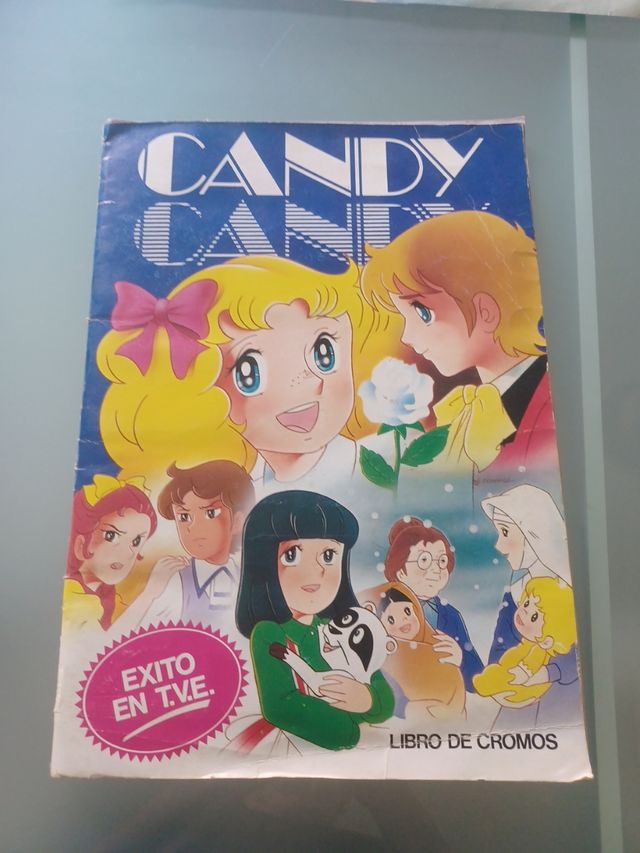 CANDY
CANDY
EXITO
EN T.V.E.
LIBRO DE CROMOS